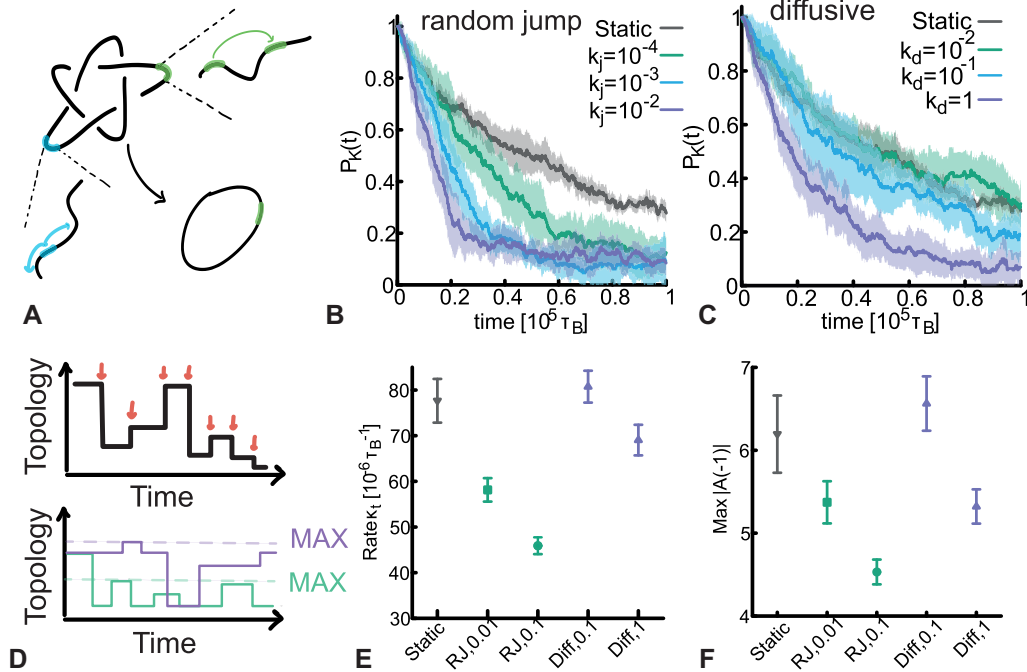 A
random jump
Static
k_j=10^-4
k_j=10^-3
k_j=10^-2
P_K(t)
1
0.8
0.6
0.4
0.2
0
0 0.2 0.4 0.6 0.8 1
time [10^5 τ_B]
B
diffusive
Static
k_d=10^-2
k_d=10^-1
k_d=1
P_K(t)
1
0.8
0.6
0.4
0.2
0
0 0.2 0.4 0.6 0.8 1
time [10^5 τ_B]
C
Topology
Time
Topology
MAX
MAX
Time
D
Rate κ_t [10^-6 τ_B^-1]
80
70
60
50
40
30
Static
RJ,0.01
RJ,0.1
Diff,0.1
Diff,1
E
Max |A(-1)|
7
6
5
4
Static
RJ,0.01
RJ,0.1
Diff,0.1
Diff,1
F